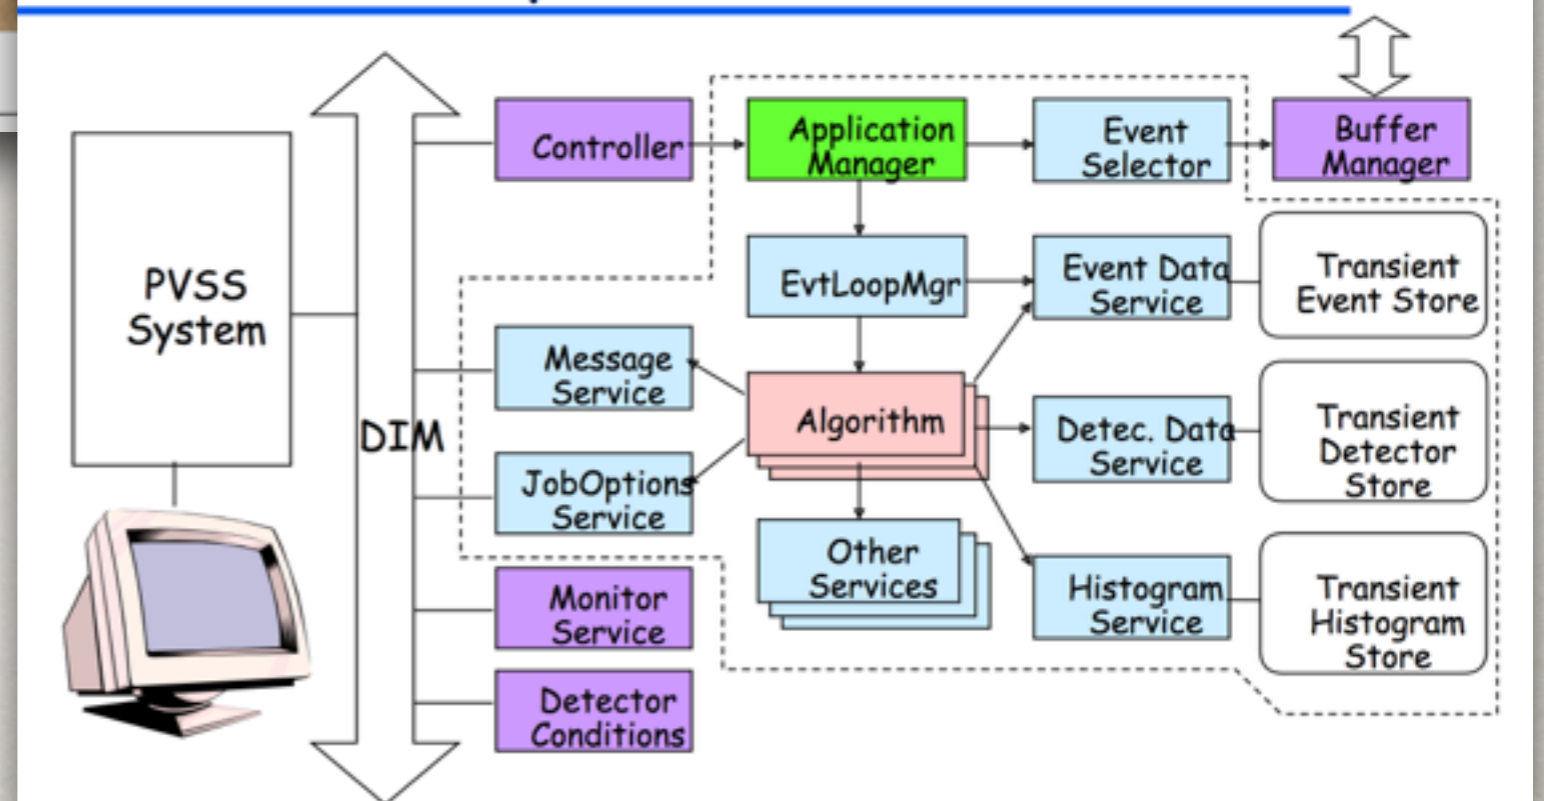 PVSS
System
DIM
Controller
Application
Manager
Event
Selector
Buffer
Manager
EvtLoopMgr
Event Data
Service
Transient
Event Store
Message
Service
Algorithm
Detec. Data
Service
Transient
Detector
Store
JobOptions
Service
Other
Services
Histogram
Service
Transient
Histogram
Store
Monitor
Service
Detector
Conditions